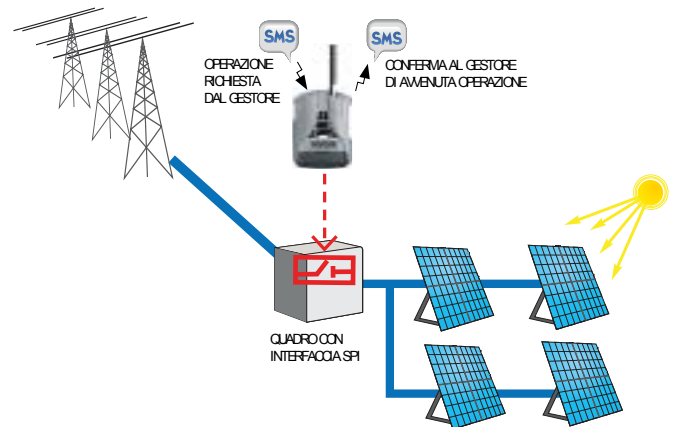 SMS
OPERAZIONE
RICHIESTA
DAL GESTORE
SMS
CONFERMA AL GESTORE
DI AVVENUTA OPERAZIONE
QUADRO CON
INTERFACCIA SPI